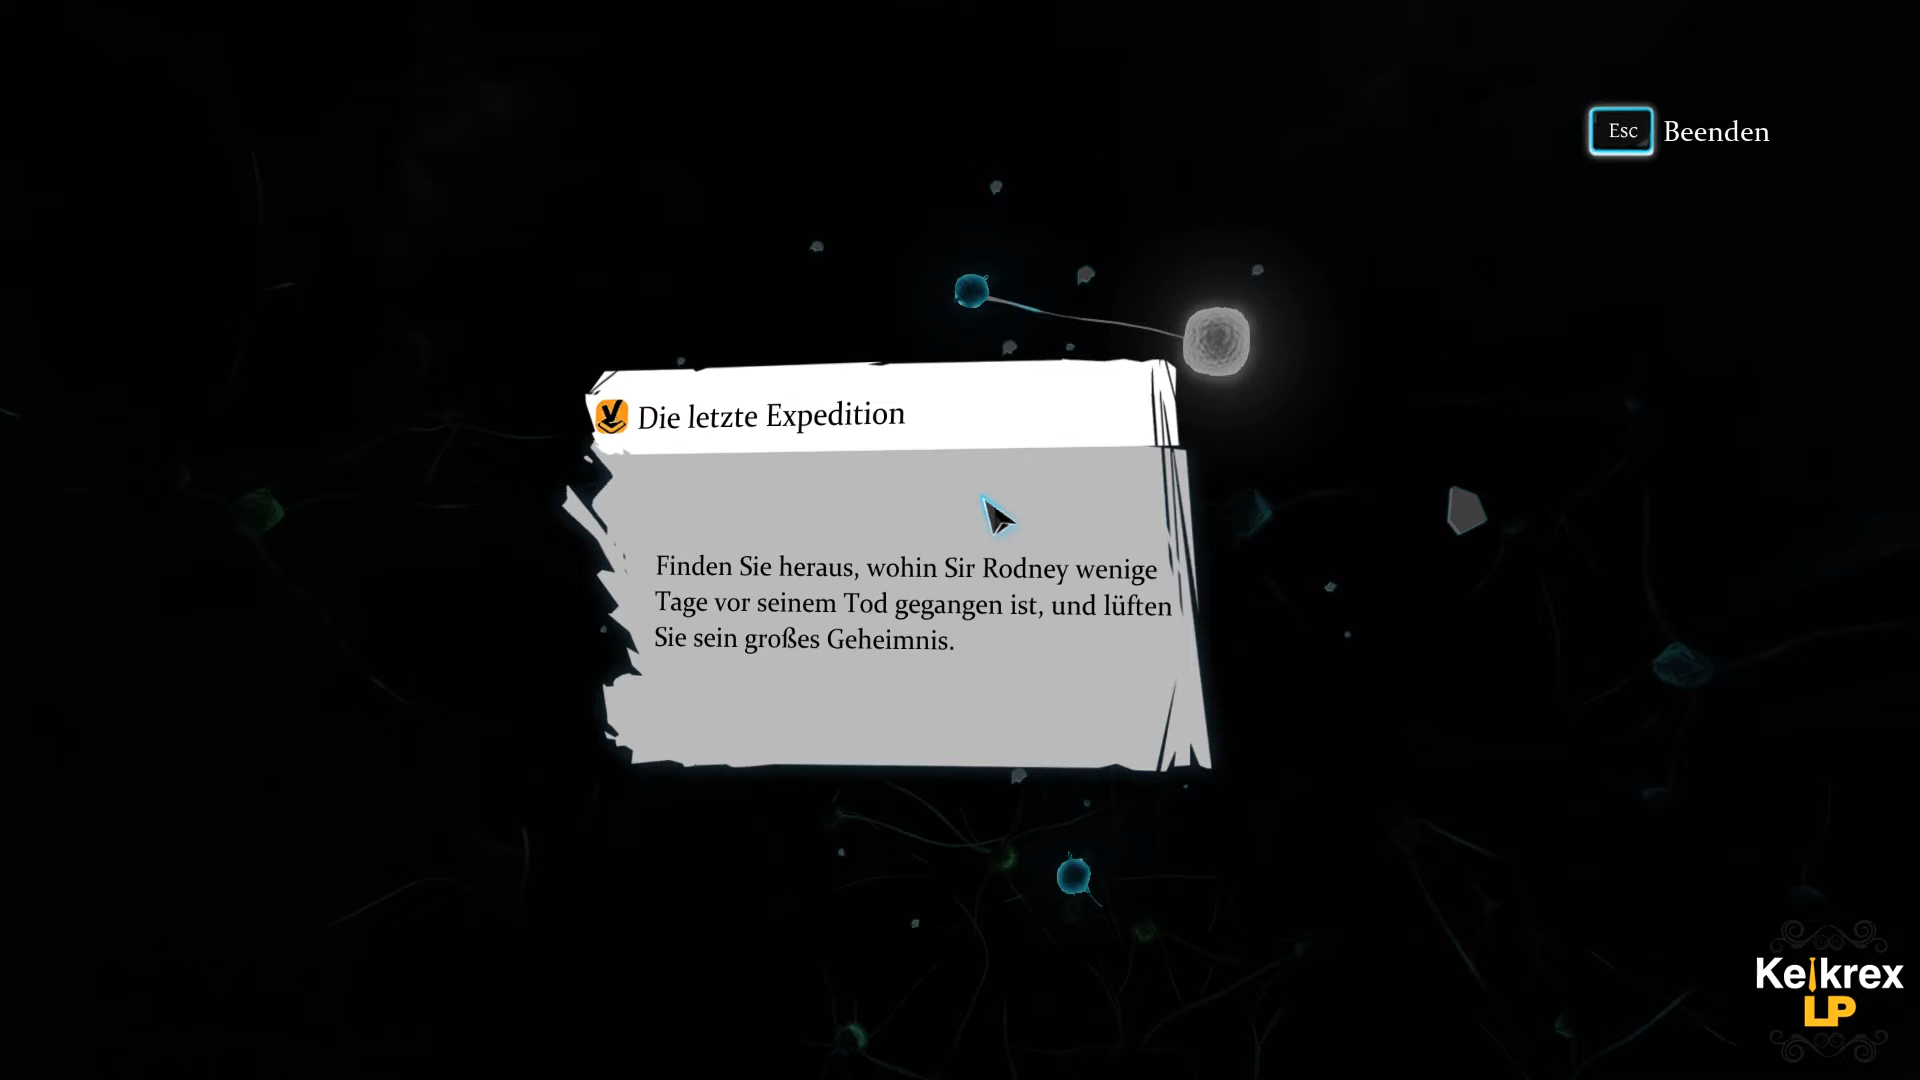 Esc Beenden
Die letzte Expedition
Finden Sie heraus, wohin Sir Rodney wenige
Tage vor seinem Tod gegangen ist, und lüften
Sie sein großes Geheimnis.
Keikrex
LP